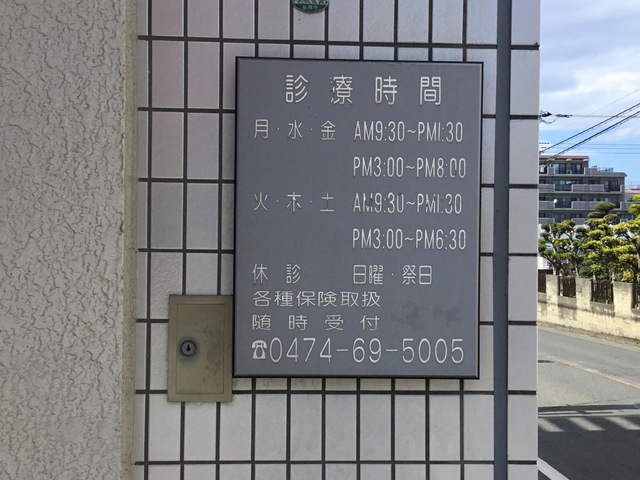 診療時間
月・水・金 AM9:30~PM1:30
PM3:00~PM8:00
火・木・土 AM9:30~PM1:30
PM3:00~PM6:30
休診 日曜・祭日
各種保険取扱
随時受付
☎0474-69-5005